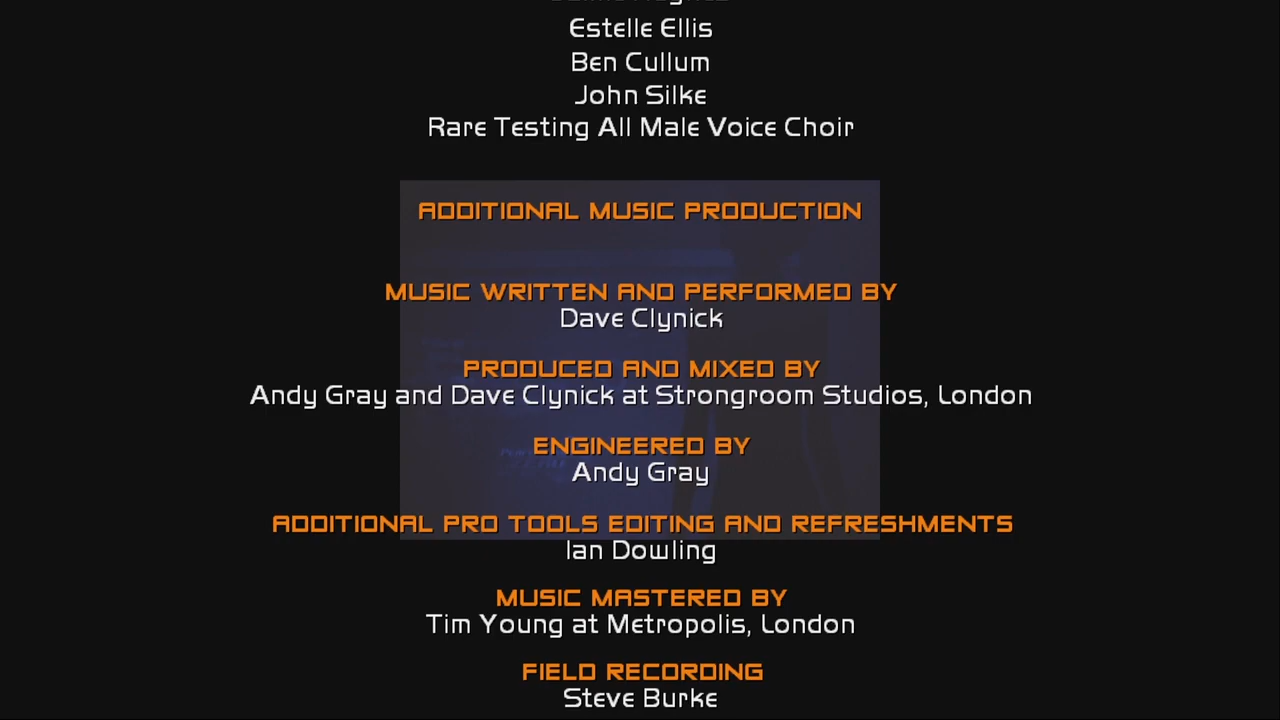 Estelle Ellis
Ben Cullum
John Silke
Rare Testing All Male Voice Choir
ADDITIONAL MUSIC PRODUCTION
MUSIC WRITTEN AND PERFORMED BY
Dave Clynick
PRODUCED AND MIXED BY
Andy Gray and Dave Clynick at Strongroom Studios, London
ENGINEERED BY
Andy Gray
ADDITIONAL PRO TOOLS EDITING AND REFRESHMENTS
Ian Dowling
MUSIC MASTERED BY
Tim Young at Metropolis, London
FIELD RECORDING
Steve Burke